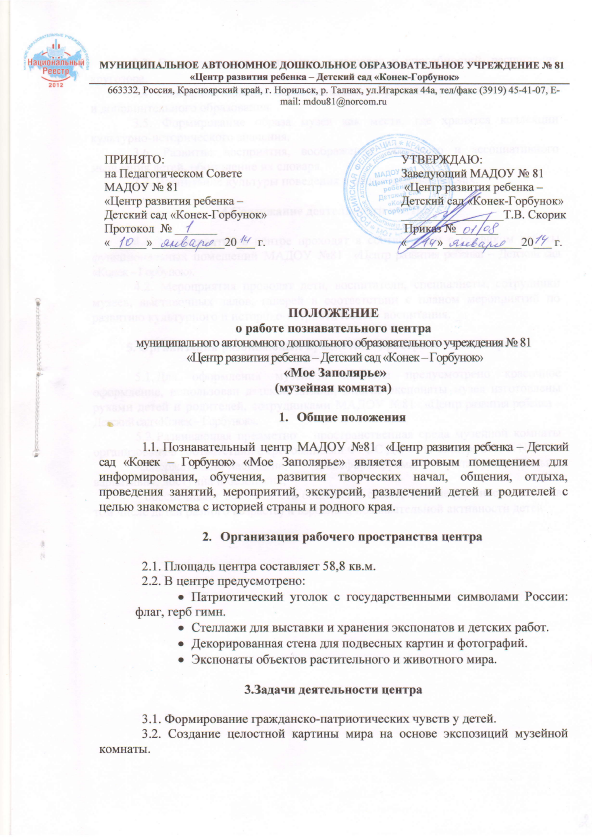 Национальный
Реестр
2012
МУНИЦИПАЛЬНОЕ АВТОНОМНОЕ ДОШКОЛЬНОЕ ОБРАЗОВАТЕЛЬНОЕ УЧРЕЖДЕНИЕ № 81
«Центр развития ребенка – Детский сад «Конек-Горбунок»
663332, Россия, Красноярский край, г. Норильск, р. Талнах, ул.Игарская 44а, тел/факс (3919) 45-41-07, E-
mail: mdou81@norcom.ru
ПРИНЯТО:
на Педагогическом Совете
МАДОУ № 81
«Центр развития ребенка –
Детский сад «Конек-Горбунок»
Протокол № 1
« 10 » января 2014 г.
УТВЕРЖДАЮ:
Заведующий МАДОУ № 81
«Центр развития ребенка –
Детский сад «Конек-Горбунок»
Т.В. Скорик
Приказ № 01/08
« 14 » января 2014 г.
ПОЛОЖЕНИЕ
о работе познавательного центра
муниципального автономного дошкольного образовательного учреждения № 81
«Центр развития ребенка – Детский сад «Конек – Горбунок»
«Мое Заполярье»
(музейная комната)
1. Общие положения
1.1. Познавательный центр МАДОУ №81 «Центр развития ребенка – Детский
сад «Конек – Горбунок» «Мое Заполярье» является игровым помещением для
информирования, обучения, развития творческих начал, общения, отдыха,
проведения занятий, мероприятий, экскурсий, развлечений детей и родителей с
целью знакомства с историей страны и родного края.
2. Организация рабочего пространства центра
2.1. Площадь центра составляет 58,8 кв.м.
2.2. В центре предусмотрено:
• Патриотический уголок с государственными символами России:
флаг, герб гимн.
• Стеллажи для выставки и хранения экспонатов и детских работ.
• Декорированная стена для подвесных картин и фотографий.
• Экспонаты объектов растительного и животного мира.
3.Задачи деятельности центра
3.1. Формирование гражданско-патриотических чувств у детей.
3.2. Создание целостной картины мира на основе экспозиций музейной
комнаты.